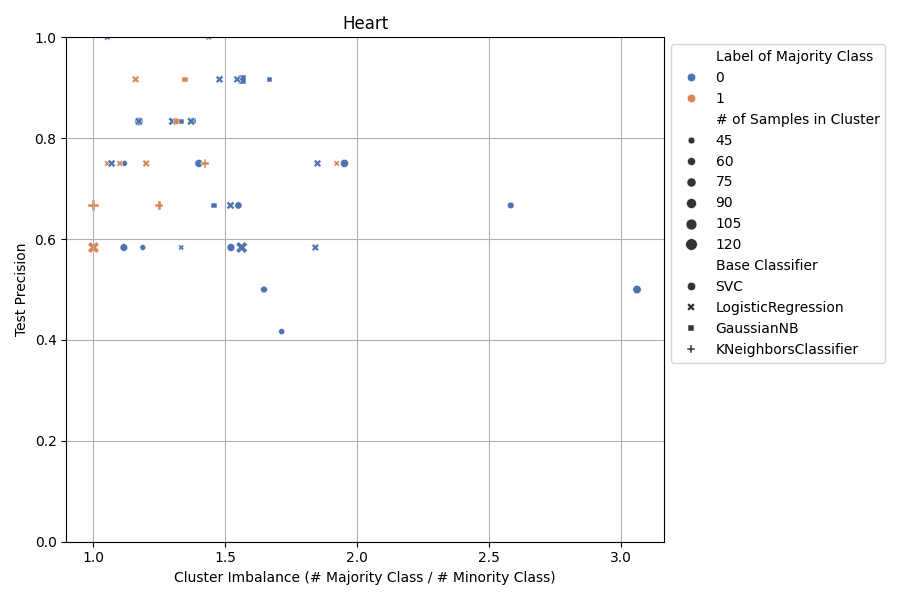 Heart
1.0
0.8
0.6
0.4
0.2
0.0
Test Precision
1.0
1.5
2.0
2.5
3.0
Cluster Imbalance (# Majority Class / # Minority Class)
Label of Majority Class
0
1
# of Samples in Cluster
45
60
75
90
105
120
Base Classifier
SVC
LogisticRegression
GaussianNB
KNeighborsClassifier